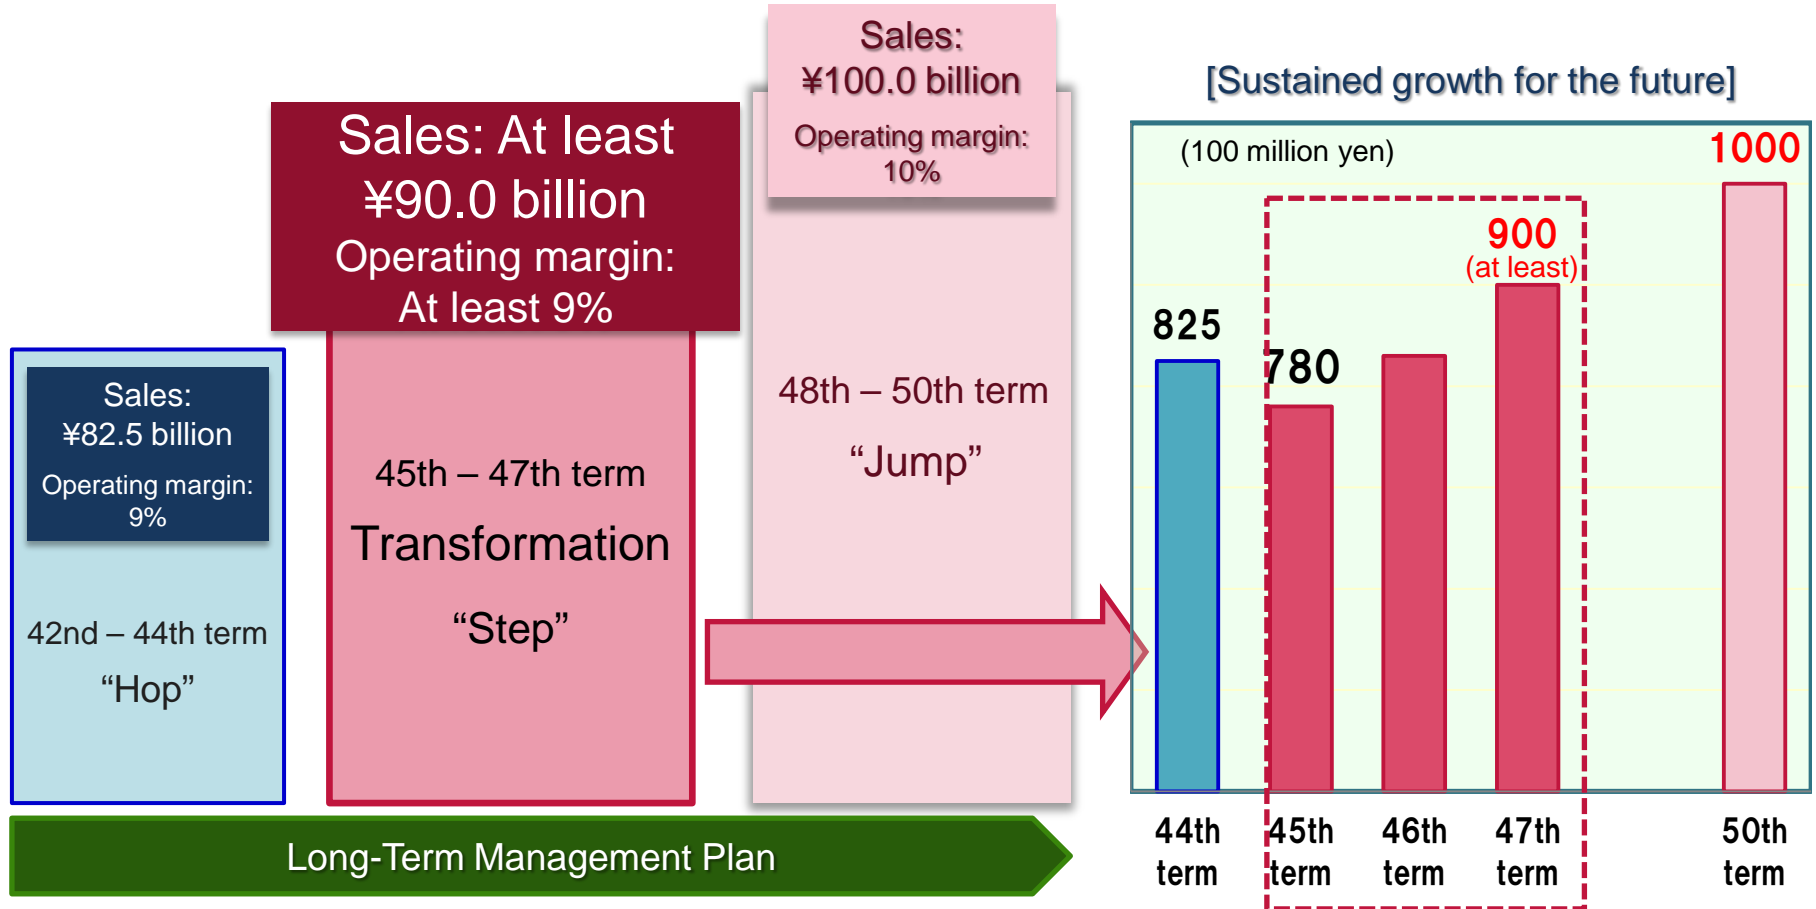 Sales:
¥82.5 billion
Operating margin:
9%
42nd – 44th term
“Hop”
Sales: At least
¥90.0 billion
Operating margin:
At least 9%
45th – 47th term
Transformation
“Step”
Sales:
¥100.0 billion
Operating margin:
10%
48th – 50th term
“Jump”
Long-Term Management Plan
[Sustained growth for the future]
(100 million yen)
825
780
900
(at least)
1000
44th
term
45th
term
46th
term
47th
term
50th
term